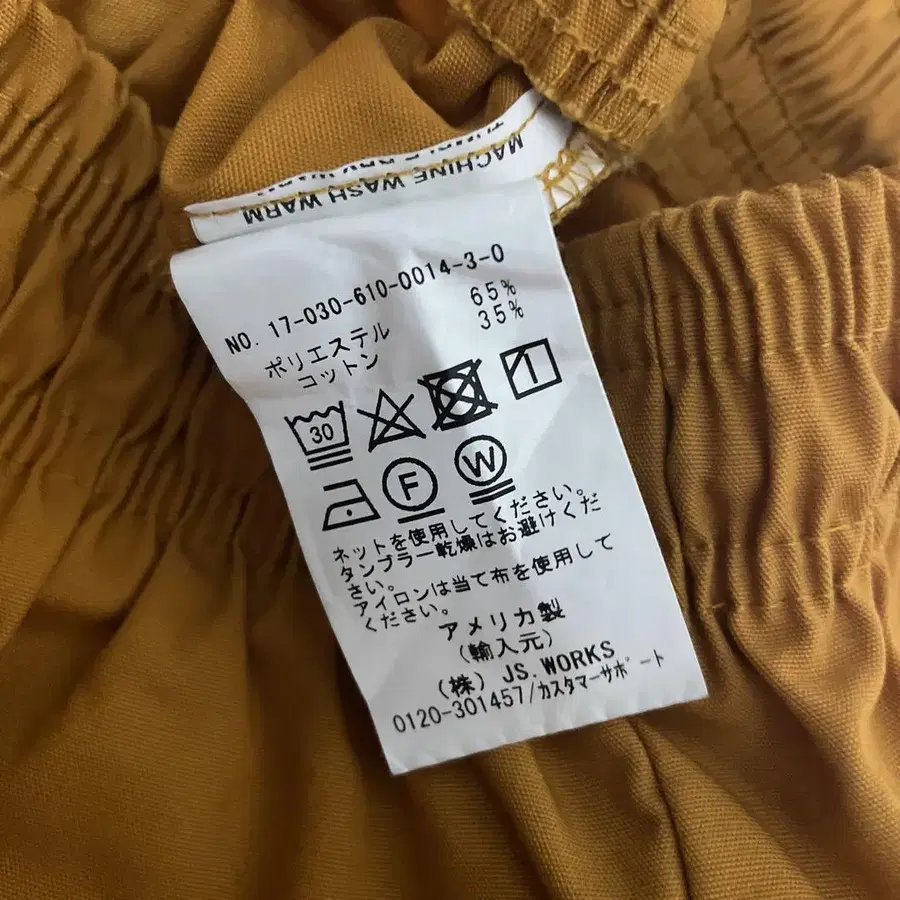 MACHINE WASH WARM
NO. 17-030-610-0014-3-0
ポリエステル 65%
コットン 35%
30
F W
ネットを使用してください。
タンブラー乾燥はお避けくだ
さい。
アイロンは当て布を使用して
ください。
アメリカ製
(輸入元)
(株) JS.WORKS
0120-301457/カスタマーサポート